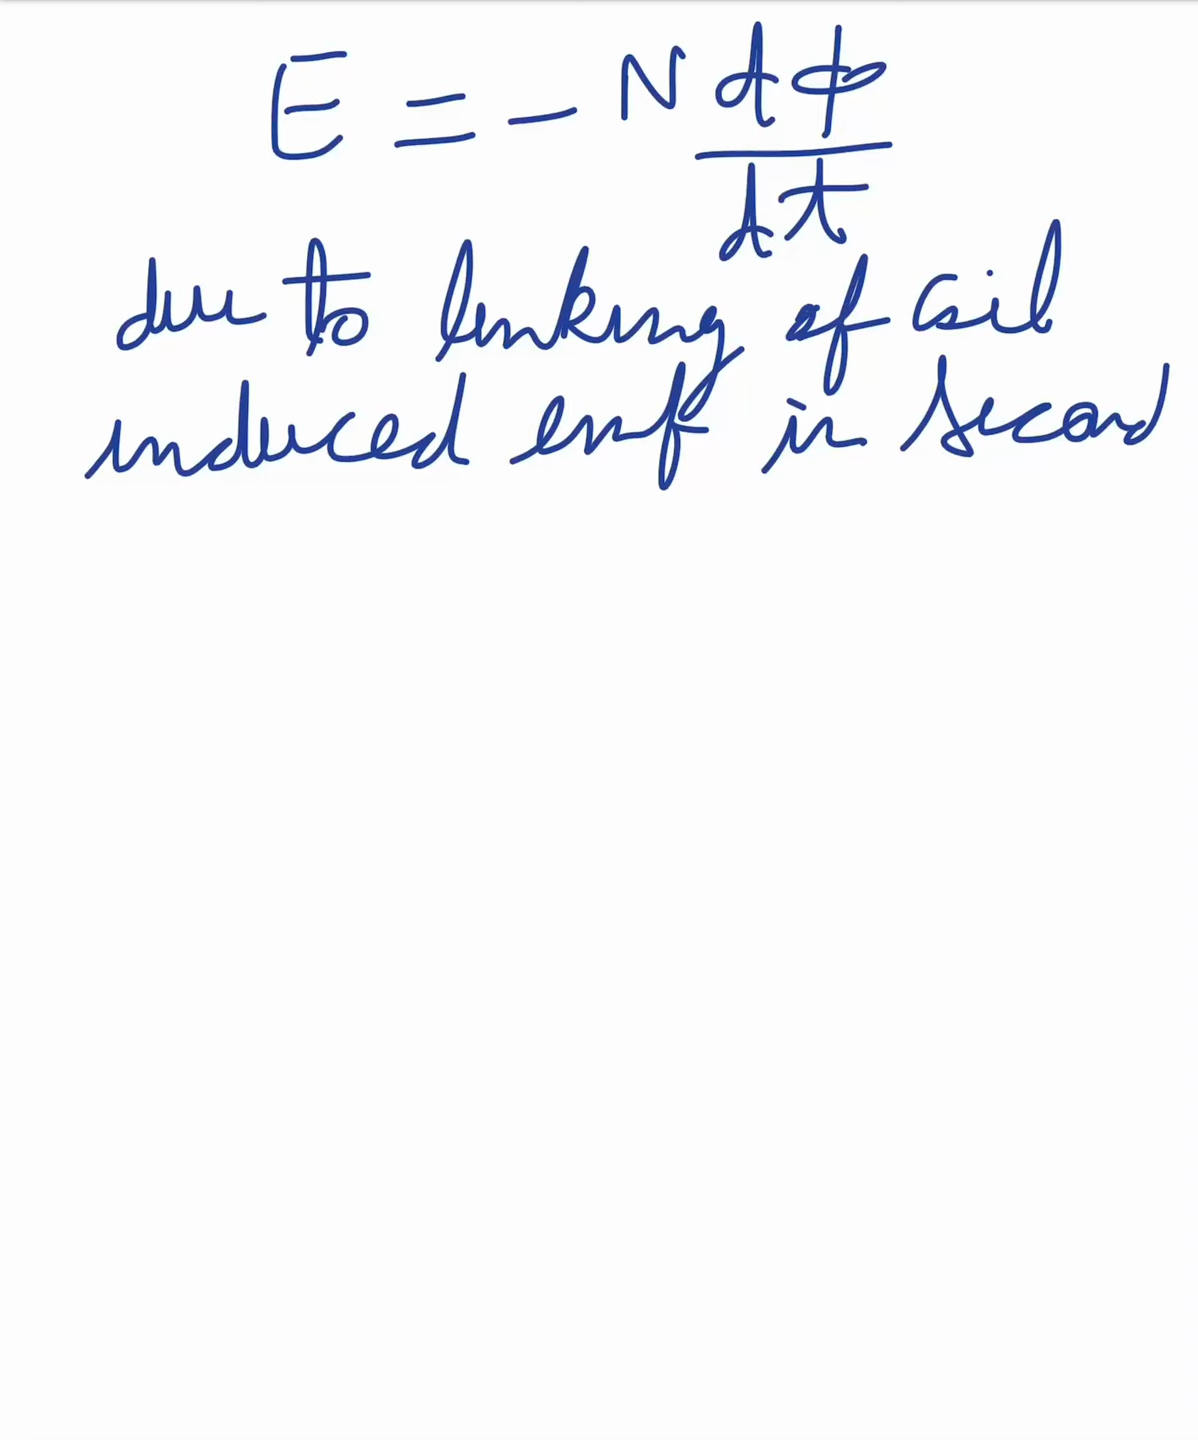 E = - N dϕ/dt
due to linking of coil
induced emf in second